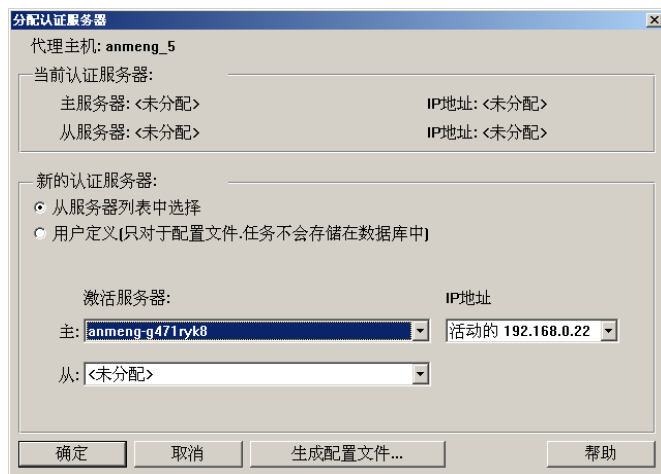 分配认证服务器
代理主机: anmeng_5
当前认证服务器:
主服务器: <未分配> IP地址: <未分配>
从服务器: <未分配> IP地址: <未分配>
新的认证服务器:
从服务器列表中选择
用户定义(只对于配置文件.任务不会存储在数据库中)
激活服务器: IP地址
主: anmeng-g471ryk8 活动的 192.168.0.22
从: <未分配>
确定 取消 生成配置文件... 帮助